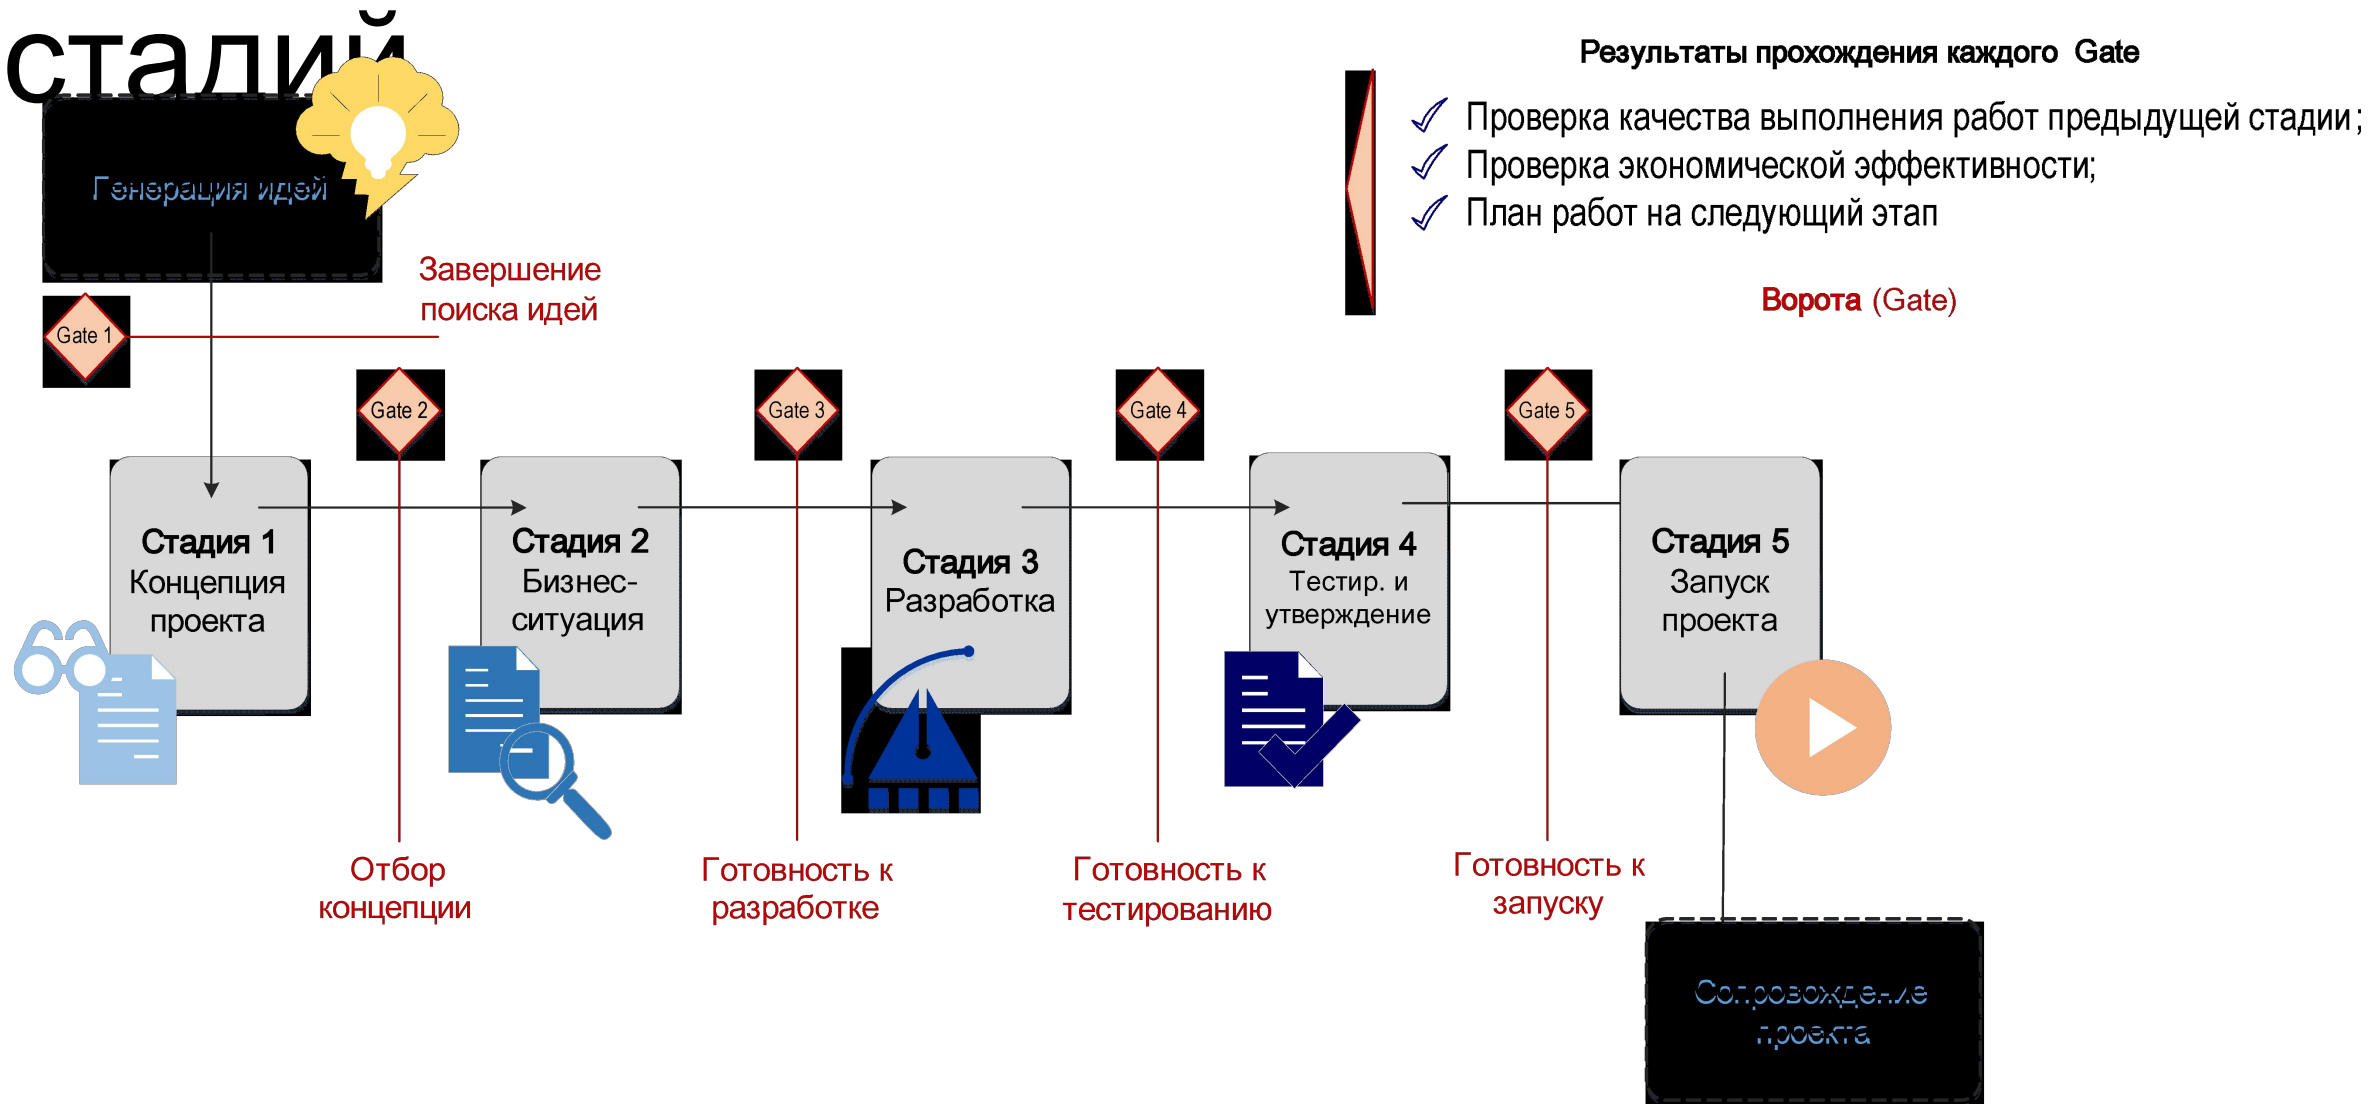 стадий
Результаты прохождения каждого Gate
Проверка качества выполнения работ предыдущей стадии;
Проверка экономической эффективности;
План работ на следующий этап
Ворота (Gate)
Генерация идей
Завершение
поиска идей
Gate 1
Gate 2
Gate 3
Gate 4
Gate 5
Стадия 1
Концепция
проекта
Стадия 2
Бизнес-
ситуация
Стадия 3
Разработка
Стадия 4
Тестир. и
утверждение
Стадия 5
Запуск
проекта
Отбор
концепции
Готовность к
разработке
Готовность к
тестированию
Готовность к
запуску
Сопровождение
проекта